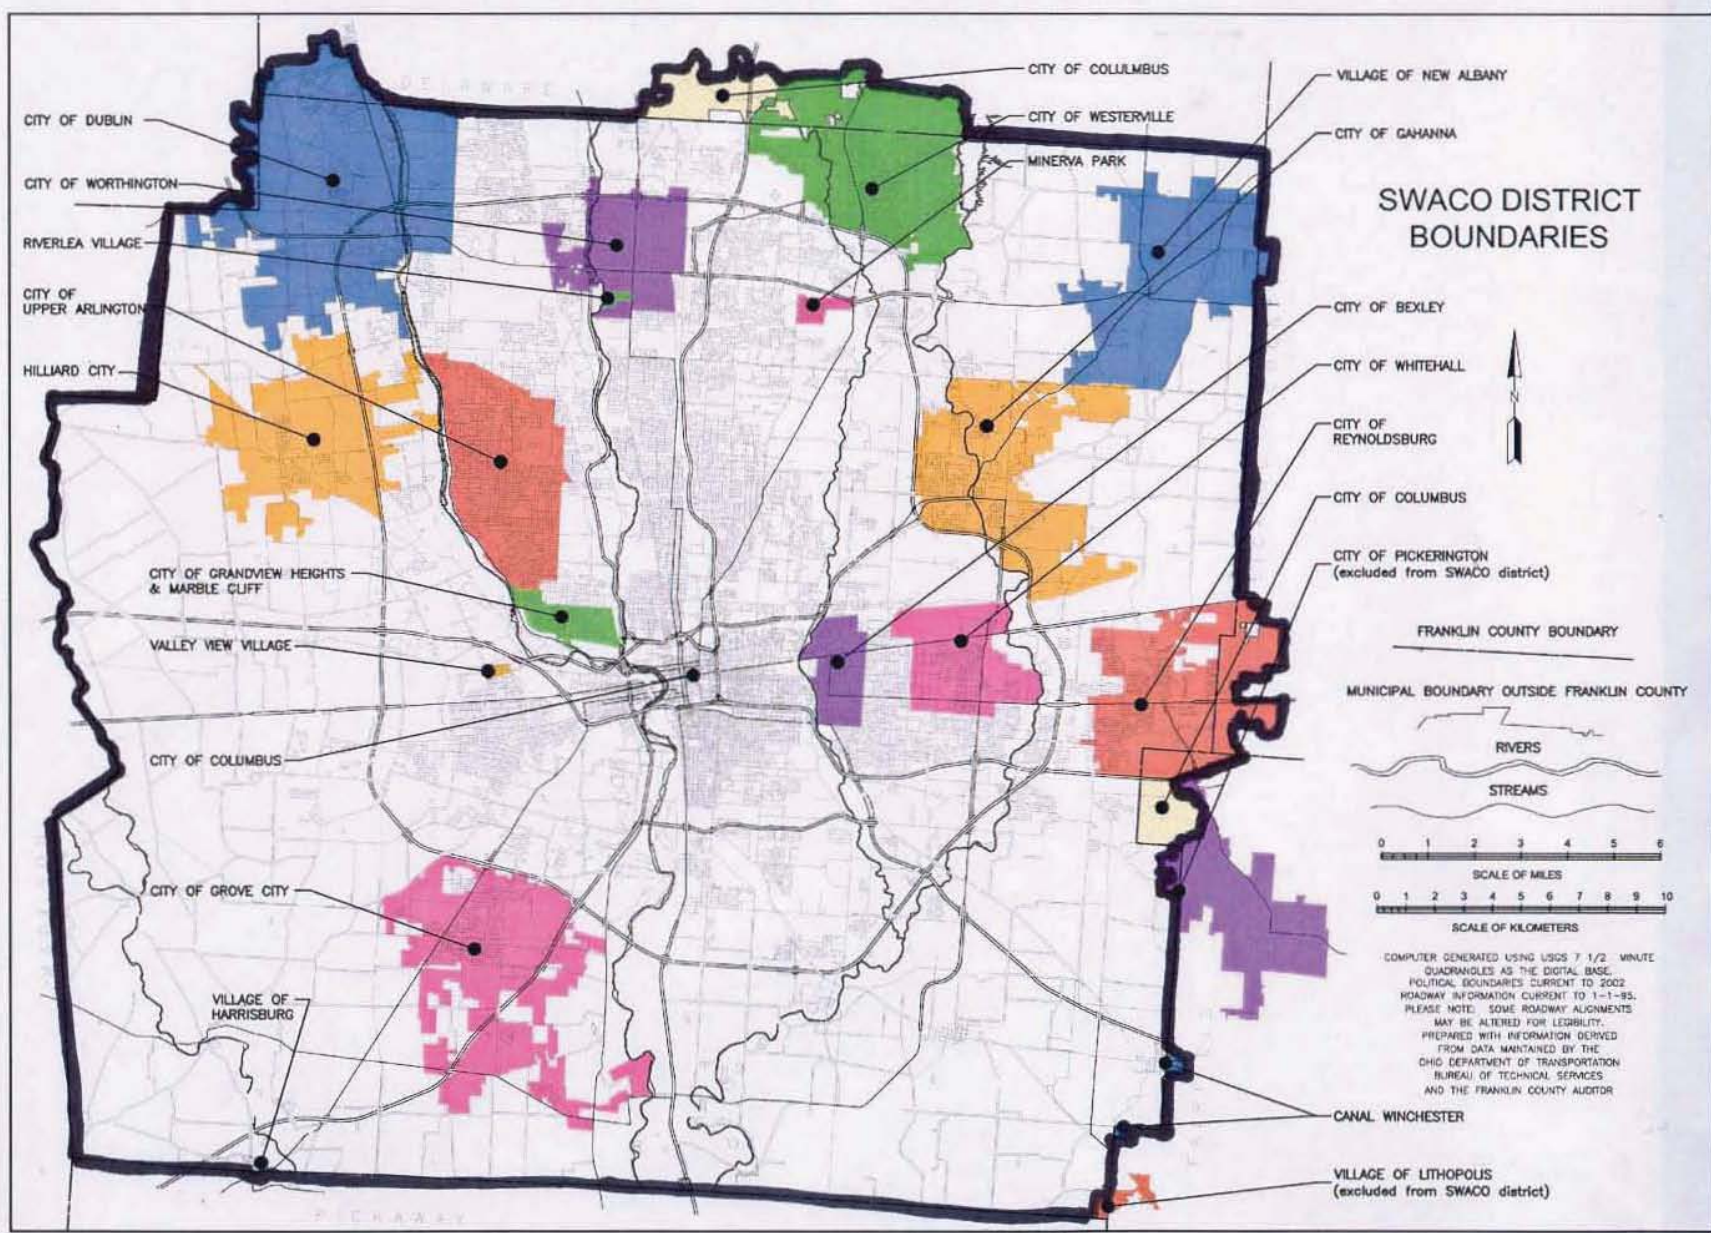 DELAWARE
CITY OF COLULMBUS
VILLAGE OF NEW ALBANY
CITY OF DUBLIN
CITY OF WESTERVILLE
CITY OF GAHANNA
MINERVA PARK
CITY OF WORTHINGTON
SWACO DISTRICT
BOUNDARIES
RIVERLEA VILLAGE
CITY OF
UPPER ARLINGTON
CITY OF BEXLEY
HILLIARD CITY
CITY OF WHITEHALL
N
CITY OF
REYNOLDSBURG
CITY OF COLUMBUS
CITY OF PICKERINGTON
(excluded from SWACO district)
CITY OF GRANDVIEW HEIGHTS
& MARBLE CLIFF
VALLEY VIEW VILLAGE
FRANKLIN COUNTY BOUNDARY
MUNICIPAL BOUNDARY OUTSIDE FRANKLIN COUNTY
RIVERS
CITY OF COLUMBUS
STREAMS
0 1 2 3 4 5 6
SCALE OF MILES
CITY OF GROVE CITY
0 1 2 3 4 5 6 7 8 9 10
SCALE OF KILOMETERS
COMPUTER GENERATED USING USGS 7 1/2 MINUTE
QUADRANGLES AS THE DIGITAL BASE.
POLITICAL BOUNDARIES CURRENT TO 2002
ROADWAY INFORMATION CURRENT TO 1-1-95.
PLEASE NOTE: SOME ROADWAY ALIGNMENTS
MAY BE ALTERED FOR LEGIBILITY.
PREPARED WITH INFORMATION DERIVED
FROM DATA MAINTAINED BY THE
OHIO DEPARTMENT OF TRANSPORTATION
BUREAU OF TECHNICAL SERVICES
AND THE FRANKLIN COUNTY AUDITOR
VILLAGE OF
HARRISBURG
CANAL WINCHESTER
VILLAGE OF LITHOPOLIS
(excluded from SWACO district)
PICKAWAY